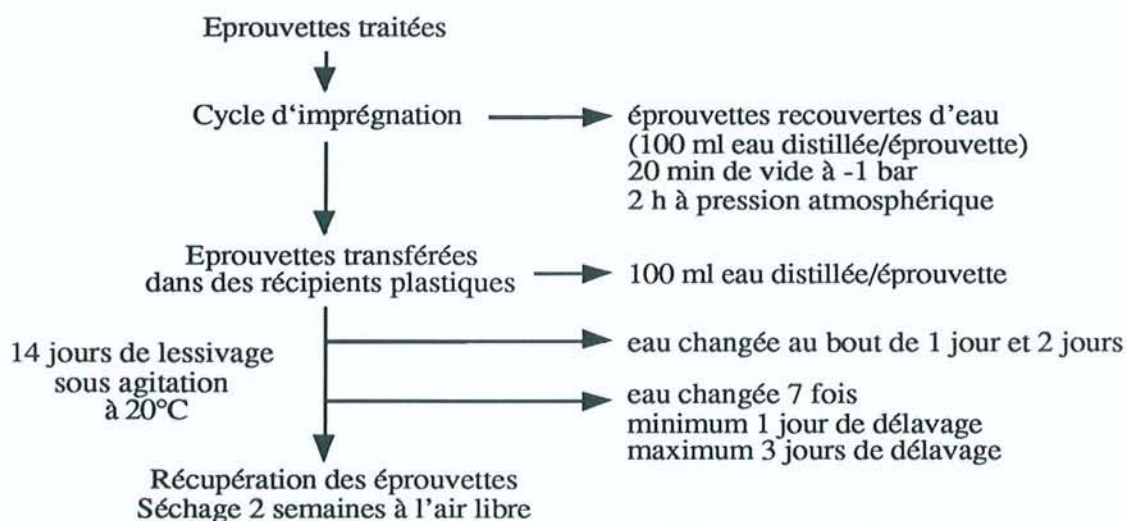 Eprouvettes traitées
Cycle d'imprégnation
éprouvettes recouvertes d'eau
(100 ml eau distillée/éprouvette)
20 min de vide à -1 bar
2 h à pression atmosphérique
Eprouvettes transférées
dans des récipients plastiques
100 ml eau distillée/éprouvette
14 jours de lessivage
sous agitation
à 20°C
eau changée au bout de 1 jour et 2 jours
eau changée 7 fois
minimum 1 jour de délavage
maximum 3 jours de délavage
Récupération des éprouvettes
Séchage 2 semaines à l'air libre